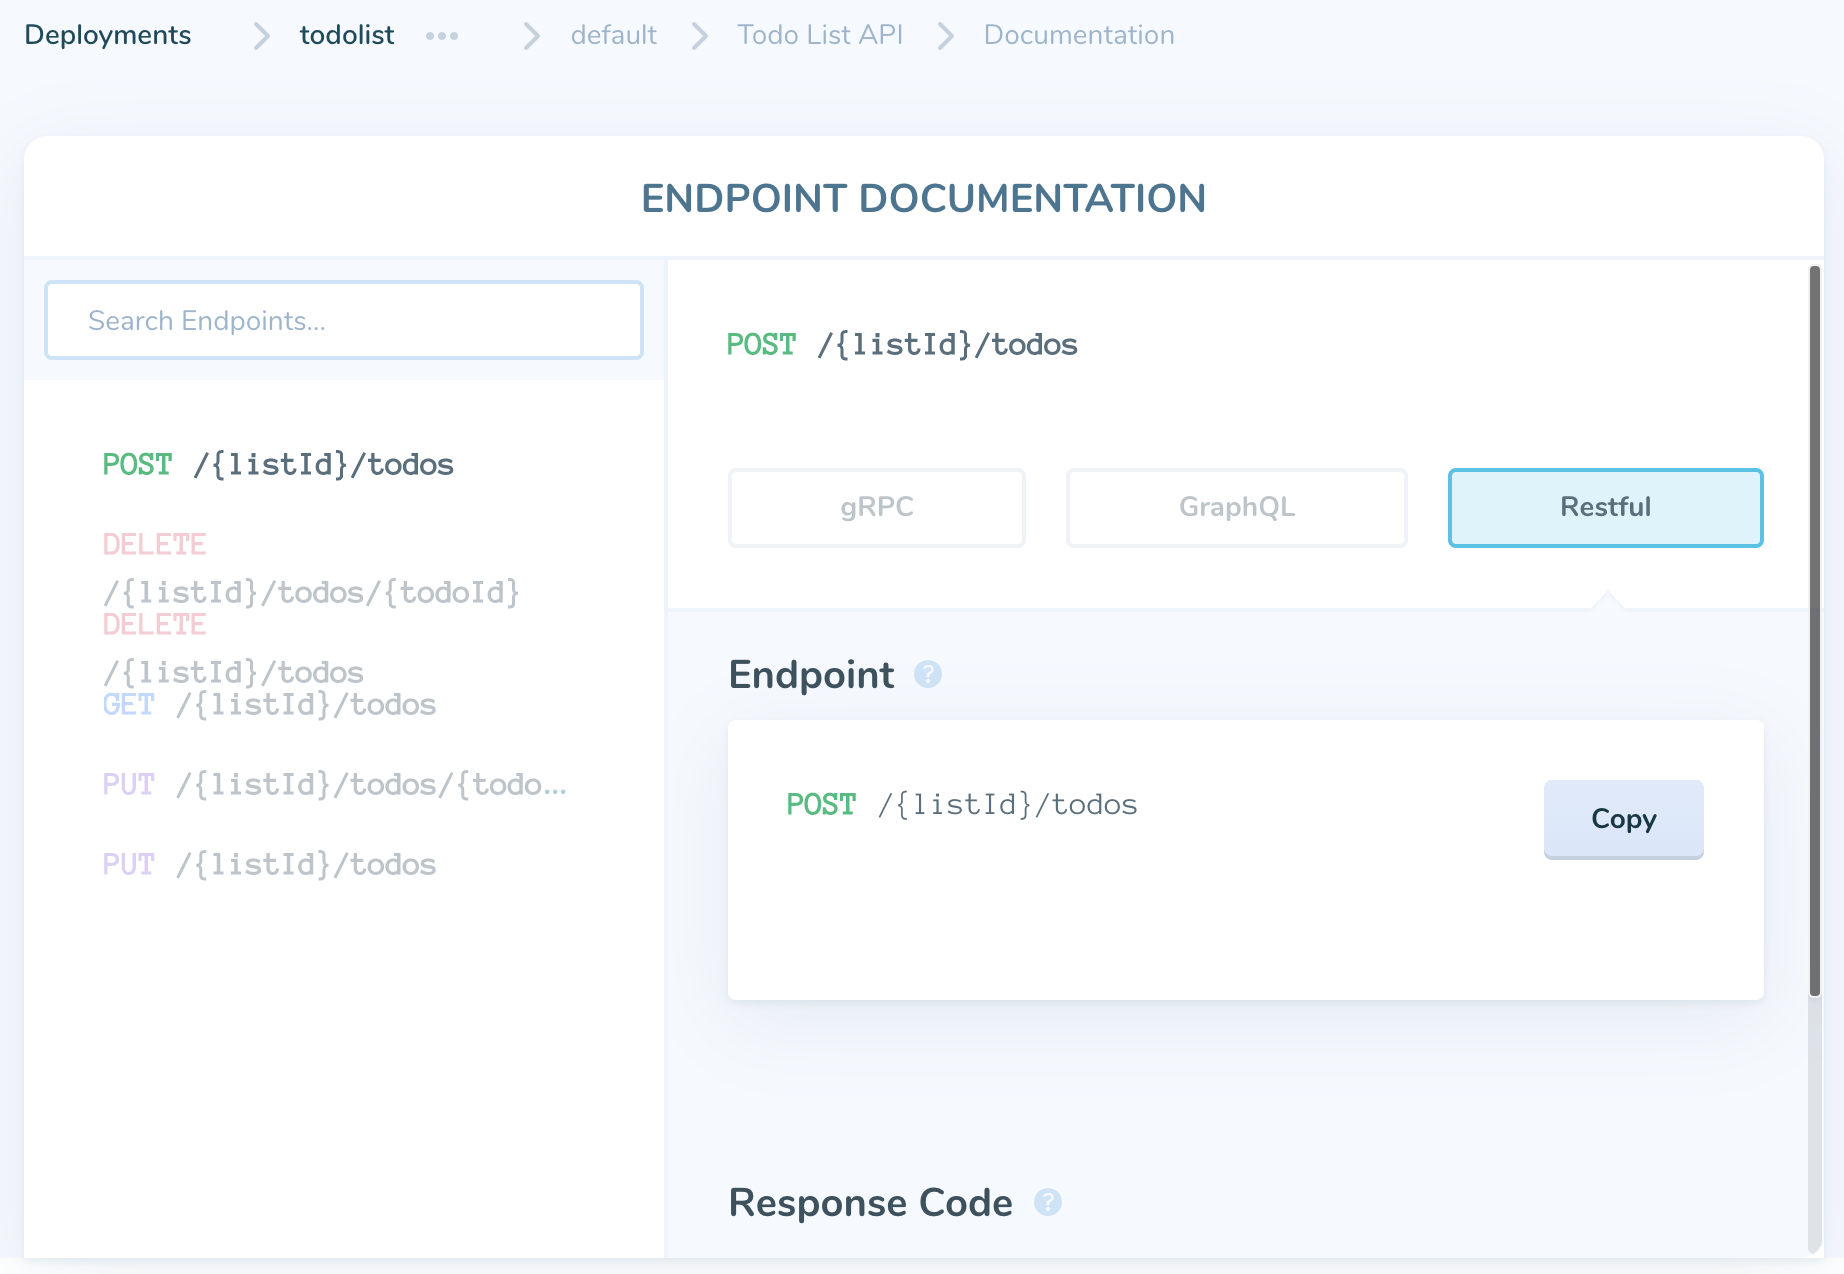 Deployments > todolist ••• > default > Todo List API > Documentation
ENDPOINT DOCUMENTATION
Search Endpoints...
POST /{listId}/todos
DELETE
/{listId}/todos/{todoId}
DELETE
/{listId}/todos
GET /{listId}/todos
PUT /{listId}/todos/{todo...
PUT /{listId}/todos
POST /{listId}/todos
gRPC GraphQL Restful
Endpoint ?
POST /{listId}/todos
Copy
Response Code ?